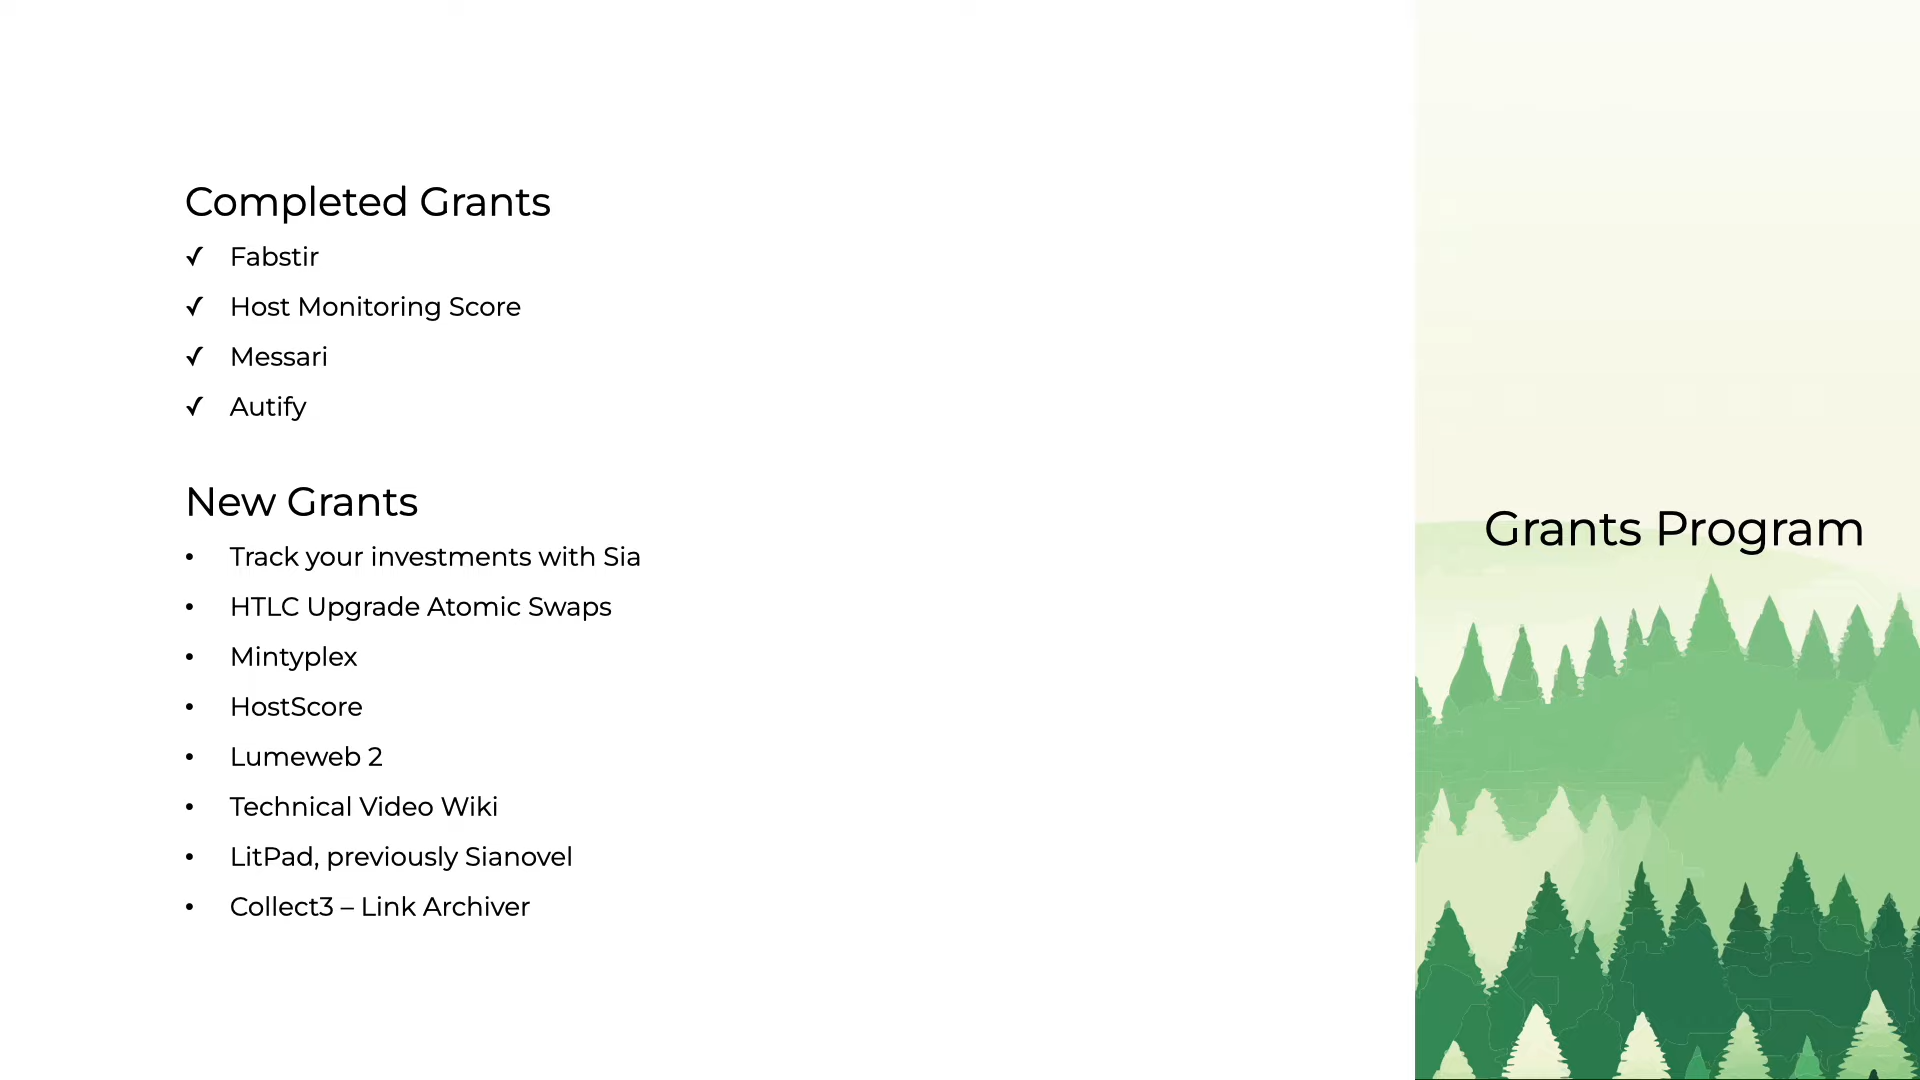 Completed Grants
✓ Fabstir
✓ Host Monitoring Score
✓ Messari
✓ Autify
New Grants
• Track your investments with Sia
• HTLC Upgrade Atomic Swaps
• Mintyplex
• HostScore
• Lumeweb 2
• Technical Video Wiki
• LitPad, previously Sianovel
• Collect3 – Link Archiver
Grants Program